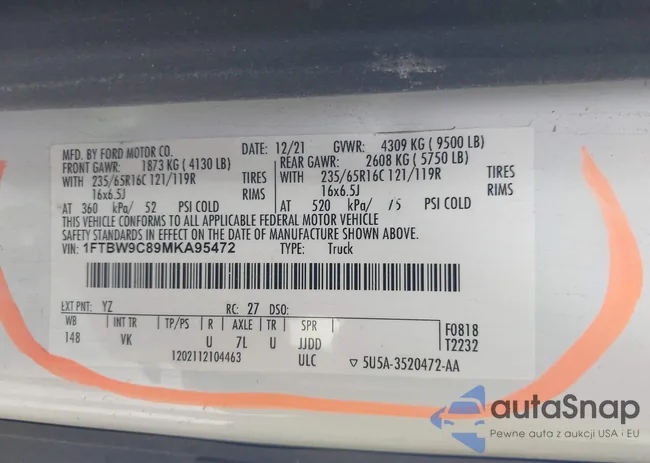 MFD. BY FORD MOTOR CO. DATE: 12/21 GVWR: 4309 KG ( 9500 LB)
FRONT GAWR: 1873 KG ( 4130 LB) REAR GAWR: 2608 KG ( 5750 LB)
WITH 235/65R16C 121/119R TIRES WITH 235/65R16C 121/119R TIRES
16x6.5J RIMS 16x6.5J RIMS
AT 360 kPa/ 52 PSI COLD AT 520 kPa/ 75 PSI COLD
THIS VEHICLE CONFORMS TO ALL APPLICABLE FEDERAL MOTOR VEHICLE
SAFETY STANDARDS IN EFFECT ON THE DATE OF MANUFACTURE SHOWN ABOVE.
VIN: 1FTBW9C89MKA95472 TYPE: Truck
EXT PNT: YZ RC: 27 DSO:
WB INT TR TP/PS R AXLE TR SPR
148 VK U 7L U JJDD
1202112104463 ULC
F0818
T2232
▽ 5U5A-3520472-AA
autaSnap
Pewne auta z aukcji USA i EU